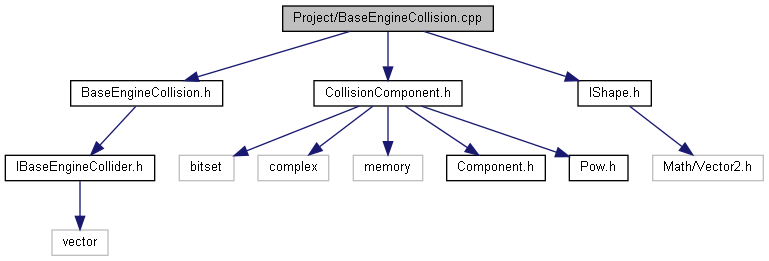 Project/BaseEngineCollision.cpp
BaseEngineCollision.h
CollisionComponent.h
IShape.h
IBaseEngineCollider.h
bitset
complex
memory
Component.h
Pow.h
Math/Vector2.h
vector